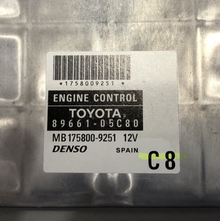 *1758009251*
ENGINE CONTROL
TOYOTA
89661-05C80
MB175800-9251 12V
DENSO SPAIN C8